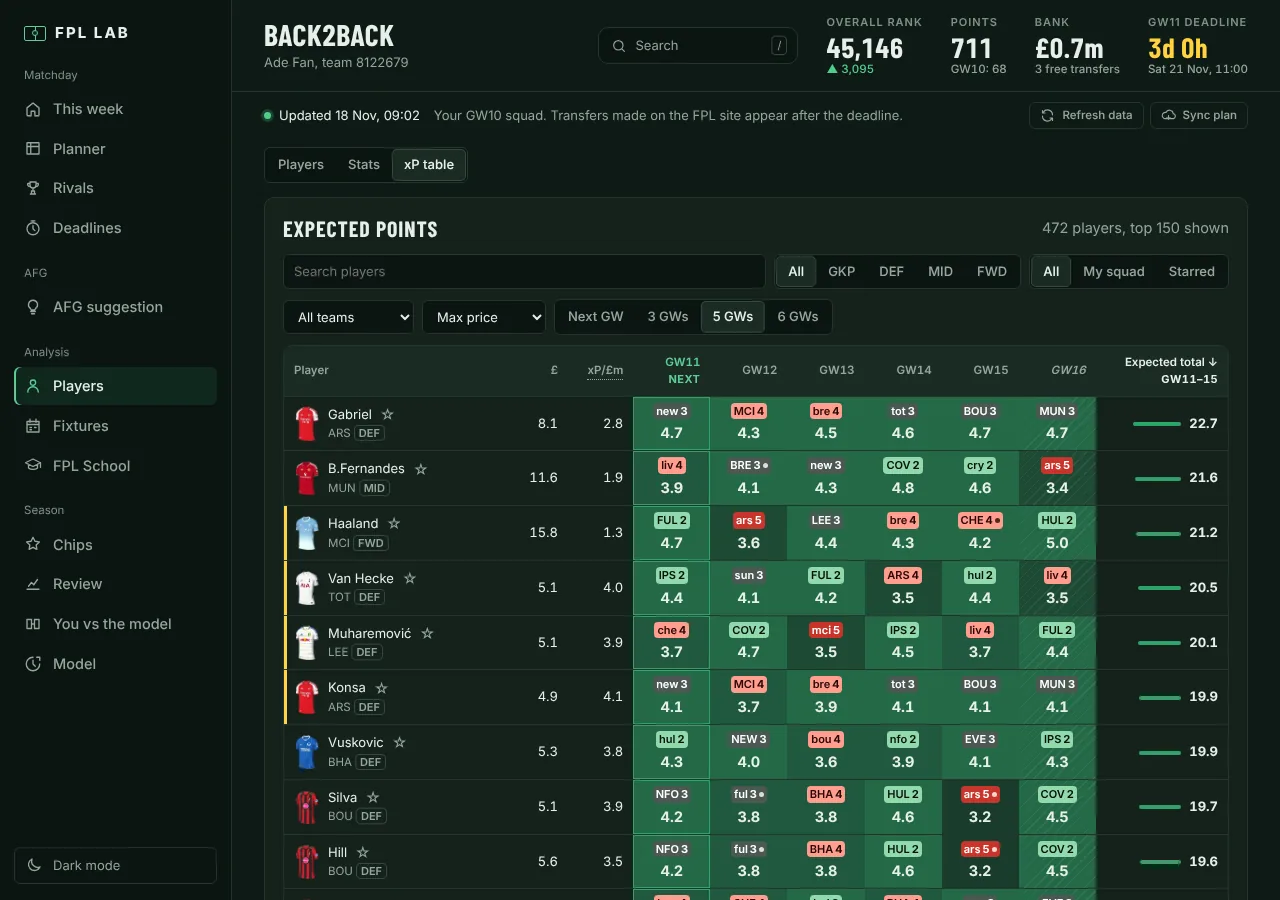 FPL LAB
Matchday
This week
Planner
Rivals
Deadlines
AFG
AFG suggestion
Analysis
Players
Fixtures
FPL School
Season
Chips
Review
You vs the model
Model
Dark mode
BACK2BACK
Ade Fan, team 8122679
Search /
OVERALL RANK
45,146
▲ 3,095
POINTS
711
GW10: 68
BANK
£0.7m
3 free transfers
GW11 DEADLINE
3d 0h
Sat 21 Nov, 11:00
Updated 18 Nov, 09:02 Your GW10 squad. Transfers made on the FPL site appear after the deadline.
Refresh data Sync plan
Players Stats xP table
EXPECTED POINTS 472 players, top 150 shown
Search players All GKP DEF MID FWD All My squad Starred
All teams Max price Next GW 3 GWs 5 GWs 6 GWs
Player £ xP/£m GW11 NEXT GW12 GW13 GW14 GW15 GW16 Expected total ↓ GW11–15
Gabriel ☆ new 3 MCI 4 bre 4 tot 3 BOU 3 MUN 3
ARS DEF 8.1 2.8 4.7 4.3 4.5 4.6 4.7 4.7 22.7
B.Fernandes ☆ liv 4 BRE 3 new 3 COV 2 cry 2 ars 5
MUN MID 11.6 1.9 3.9 4.1 4.3 4.8 4.6 3.4 21.6
Haaland ☆ FUL 2 ars 5 LEE 3 bre 4 CHE 4 HUL 2
MCI FWD 15.8 1.3 4.7 3.6 4.4 4.3 4.2 5.0 21.2
Van Hecke ☆ IPS 2 sun 3 FUL 2 ARS 4 hul 2 liv 4
TOT DEF 5.1 4.0 4.4 4.1 4.2 3.5 4.4 3.5 20.5
Muharemović ☆ che 4 COV 2 mci 5 IPS 2 liv 4 FUL 2
LEE DEF 5.1 3.9 3.7 4.7 3.5 4.5 3.7 4.4 20.1
Konsa ☆ new 3 MCI 4 bre 4 tot 3 BOU 3 MUN 3
ARS DEF 4.9 4.1 4.1 3.7 3.9 4.1 4.1 4.1 19.9
Vuskovic ☆ hul 2 NEW 3 bou 4 nfo 2 EVE 3 IPS 2
BHA DEF 5.3 3.8 4.3 4.0 3.6 3.9 4.1 4.3 19.9
Silva ☆ NFO 3 ful 3 BHA 4 HUL 2 ars 5 COV 2
BOU DEF 5.1 3.9 4.2 3.8 3.8 4.6 3.2 4.5 19.7
Hill ☆ NFO 3 ful 3 BHA 4 HUL 2 ars 5 COV 2
BOU DEF 5.6 3.5 4.2 3.8 3.8 4.6 3.2 4.5 19.6